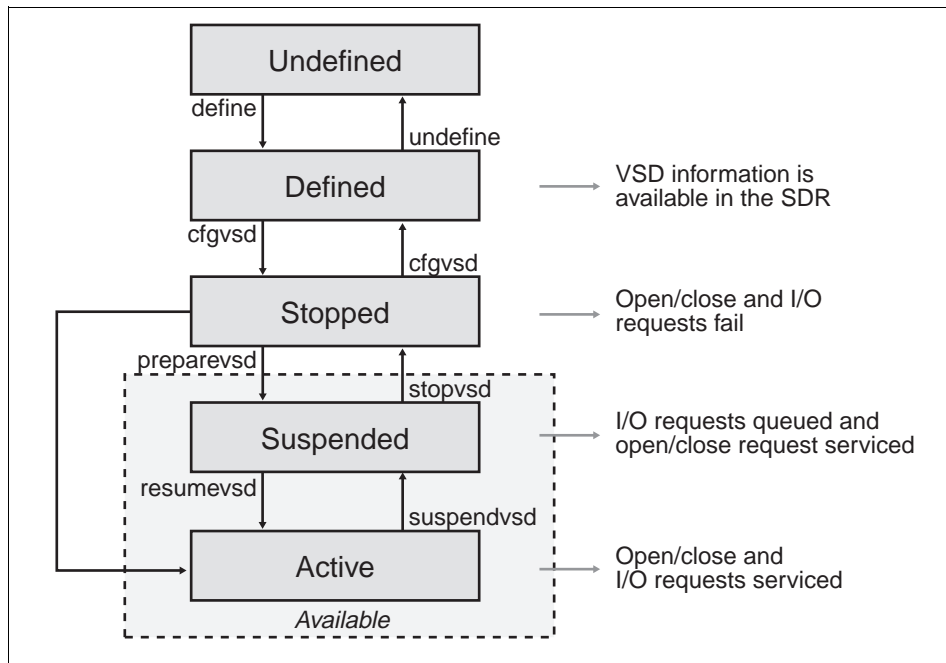 Undefined
define
undefine
Defined
VSD information is
available in the SDR
cfgvsd
cfgvsd
Stopped
Open/close and I/O
requests fail
preparevsd
stopvsd
Suspended
I/O requests queued and
open/close request serviced
resumevsd
suspendvsd
Active
Open/close and
I/O requests serviced
Available